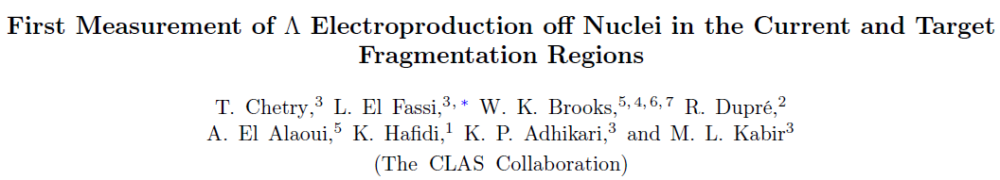 First Measurement of Λ Electroproduction off Nuclei in the Current and Target
Fragmentation Regions
T. Chetry,³ L. El Fassi,³,* W. K. Brooks,⁵,⁴,⁶,⁷ R. Dupré,²
A. El Alaoui,⁵ K. Hafidi,¹ K. P. Adhikari,³ and M. L. Kabir³
(The CLAS Collaboration)